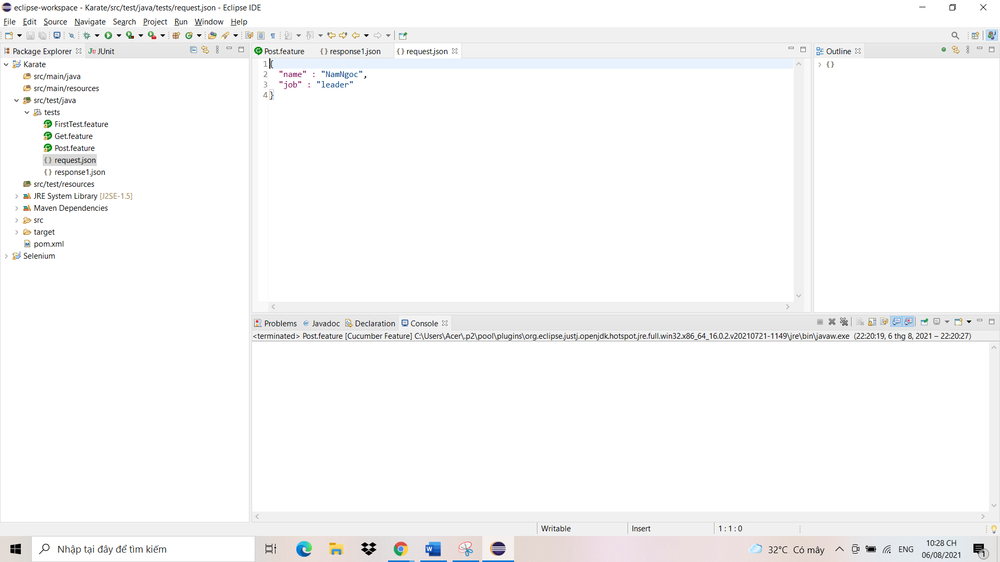 eclipse-workspace - Karate/src/test/java/tests/request.json - Eclipse IDE
File Edit Source Navigate Search Project Run Window Help
Package Explorer
JUnit
Karate
src/main/java
src/main/resources
src/test/java
tests
FirstTest.feature
Get.feature
Post.feature
request.json
response1.json
src/test/resources
JRE System Library [J2SE-1.5]
Maven Dependencies
src
target
pom.xml
Selenium
Post.feature
response1.json
request.json
1 {
2 "name" : "NamNgoc",
3 "job" : "leader"
4 }
Outline
{}
Problems
Javadoc
Declaration
Console
<terminated> Post.feature [Cucumber Feature] C:\Users\Acer\.p2\pool\plugins\org.eclipse.justj.openjdk.hotspot.jre.full.win32.x86_64_16.0.2.v20210721-1149\jre\bin\javaw.exe (22:20:19, 6 thg 8, 2021 – 22:20:27)
Writable
Insert
1 : 1 : 0
Nhập tại đây để tìm kiếm
32°C Có mây
ENG
10:28 CH
06/08/2021
1